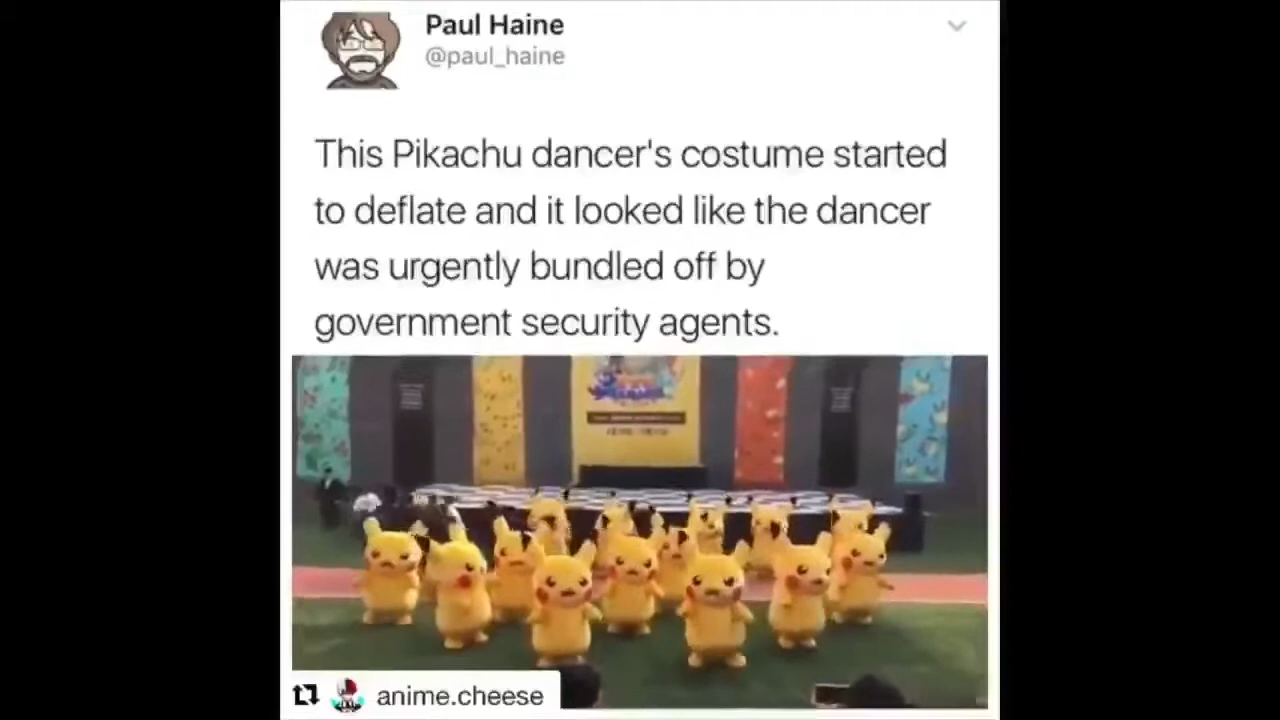 Paul Haine
@paul_haine
This Pikachu dancer's costume started
to deflate and it looked like the dancer
was urgently bundled off by
government security agents.
anime.cheese